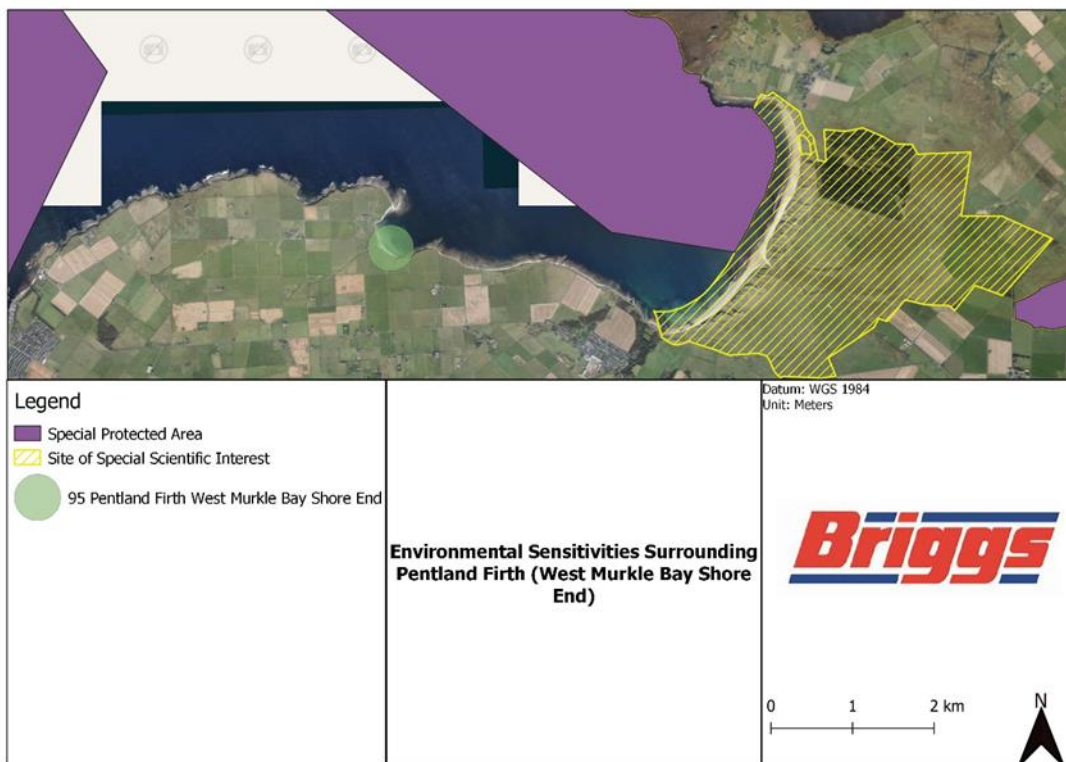 Legend
Special Protected Area
Site of Special Scientific Interest
95 Pentland Firth West Murkle Bay Shore End
Environmental Sensitivities Surrounding
Pentland Firth (West Murkle Bay Shore
End)
Datum: WGS 1984
Unit: Meters
Briggs
0 1 2 km
N